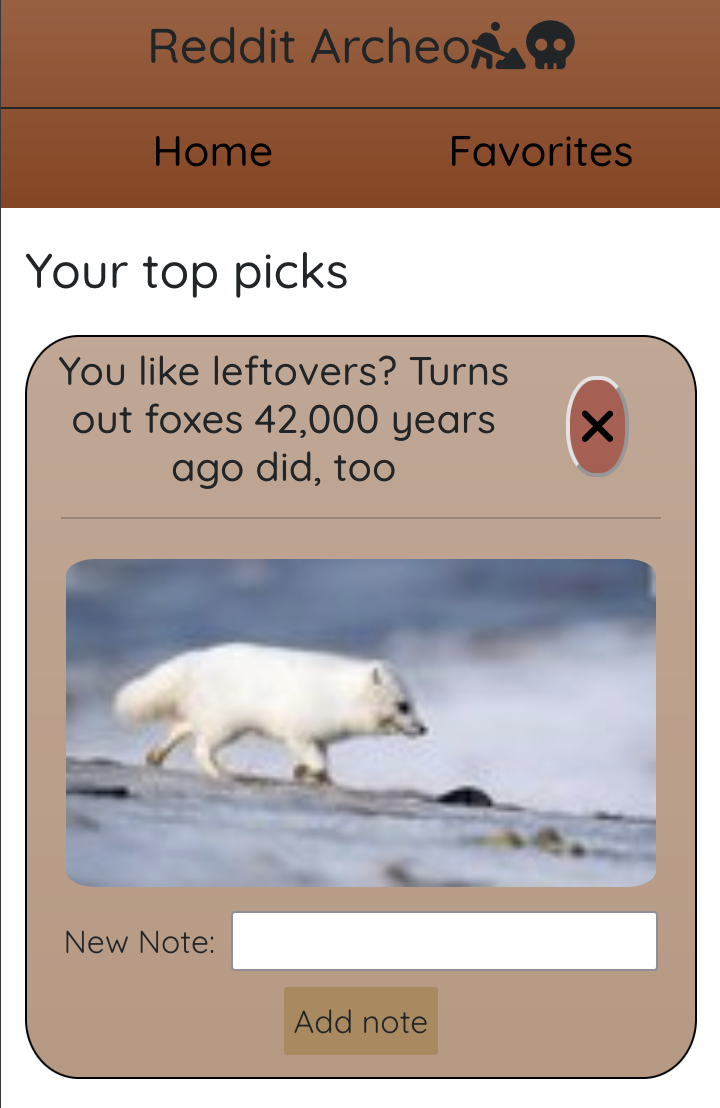 Reddit Archeo
Home Favorites
Your top picks
You like leftovers? Turns
out foxes 42,000 years
ago did, too
New Note:
Add note